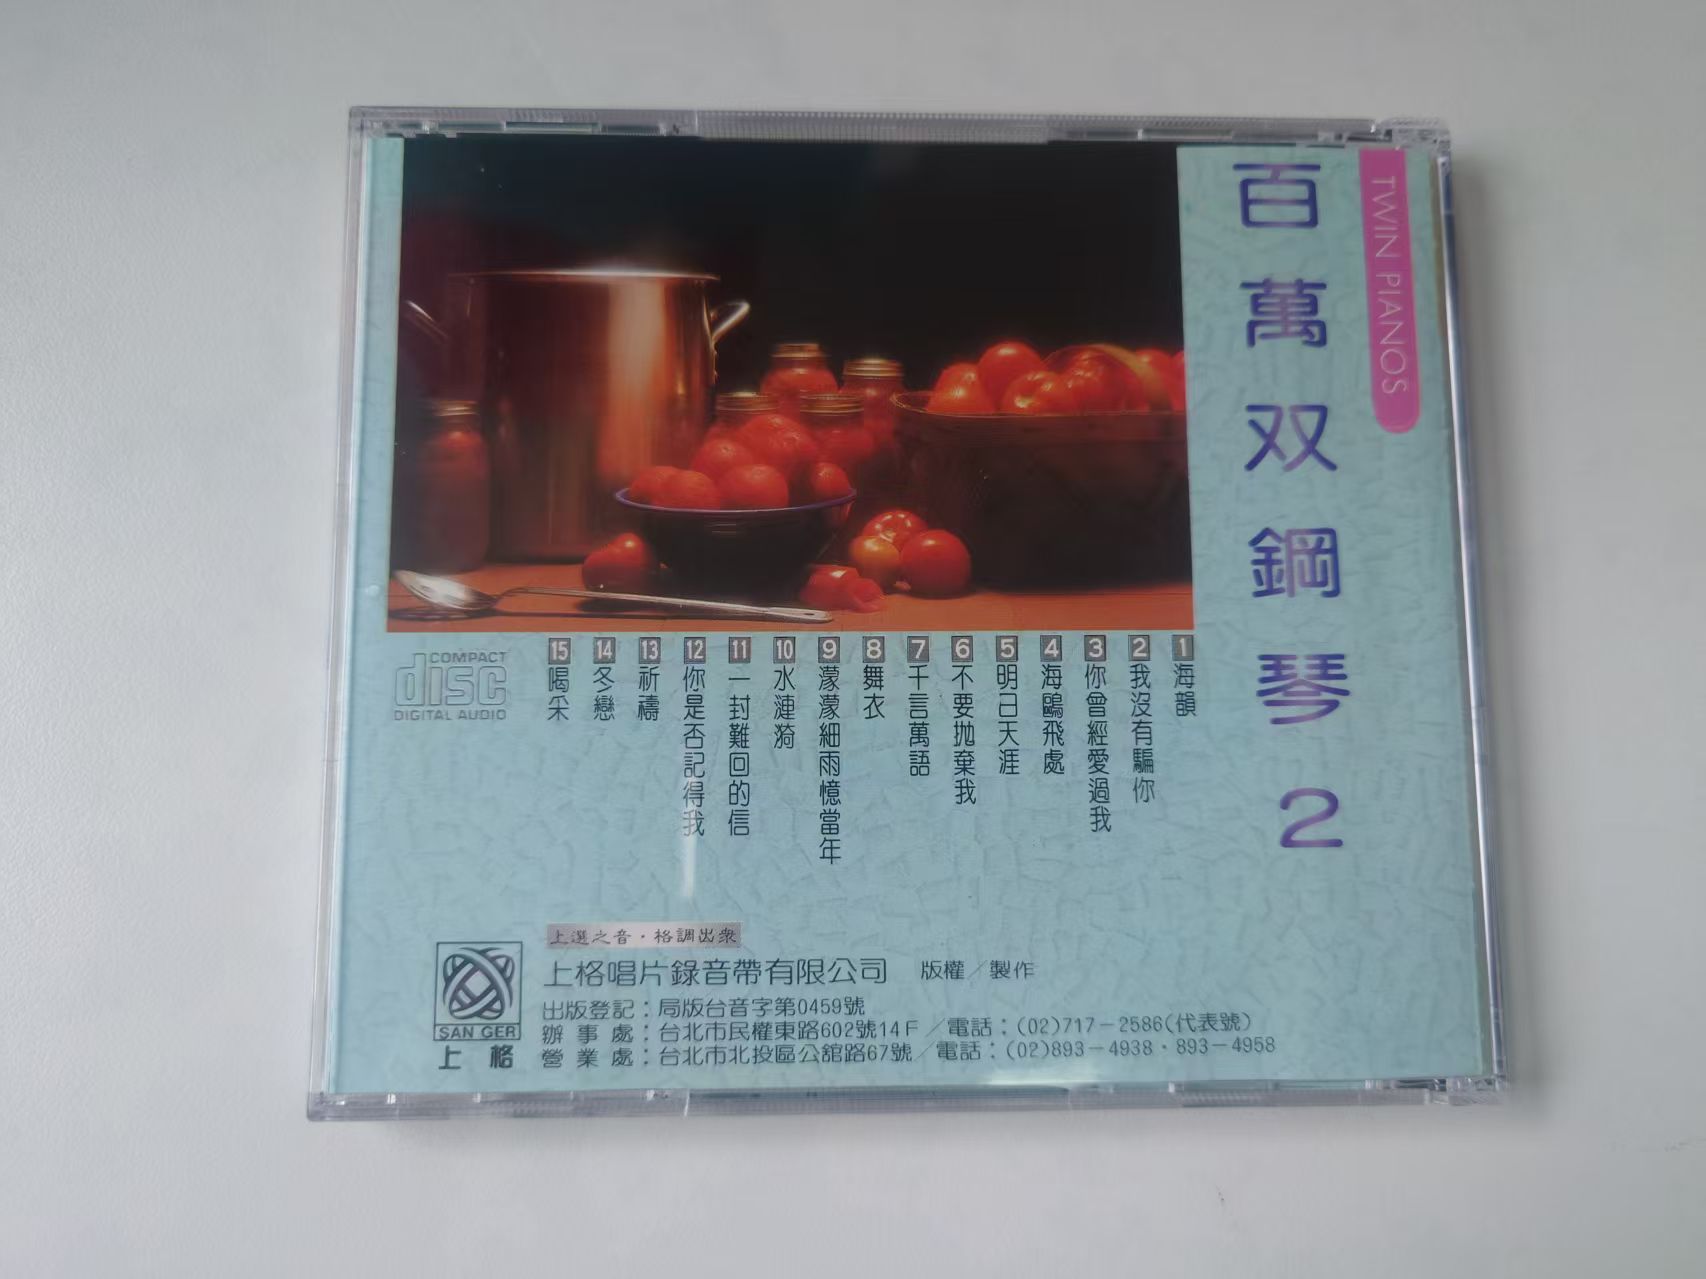 TWIN PIANOS
百萬双鋼琴 2
1 海韻
2 我沒有騙你
3 你曾經愛過我
4 海鷗飛處
5 明日天涯
6 不要拋棄我
7 千言萬語
8 舞衣
9 濛濛細雨憶當年
10 水漣漪
11 一封難回的信
12 你是否記得我
13 祈禱
14 冬戀
15 喝采
COMPACT
disc
DIGITAL AUDIO
上選之音·格調出眾
上格唱片錄音帶有限公司 版權／製作
出版登記：局版台音字第0459號
辦事處：台北市民權東路602號14F／電話：(02)717－2586(代表號)
營業處：台北市北投區公舘路67號／電話：(02)893－4938·893－4958
SAN GER
上格